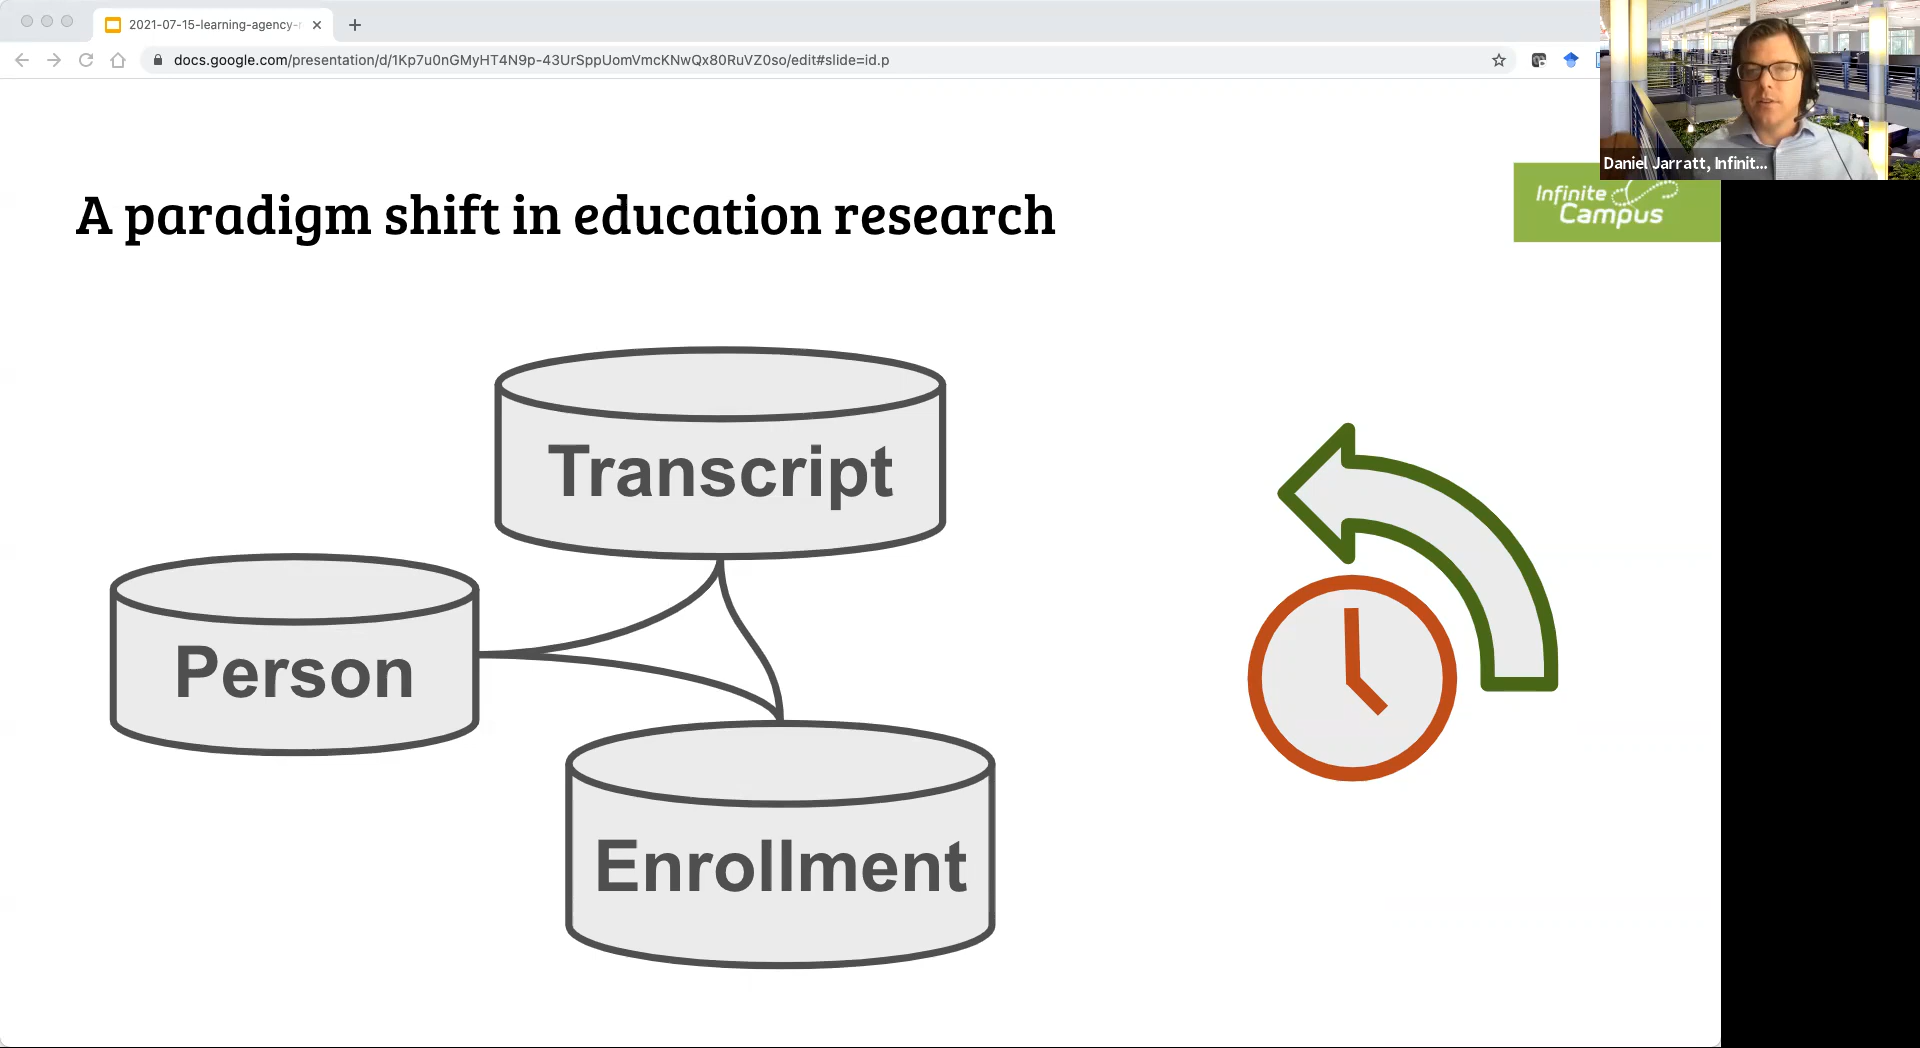 2021-07-15-learning-agency-
docs.google.com/presentation/d/1Kp7u0nGMyHT4N9p-43UrSppUomVmcKNwQx80RuVZ0so/edit#slide=id.p
Daniel Jarratt, Infinit...
Infinite
Campus
A paradigm shift in education research
Transcript
Person
Enrollment